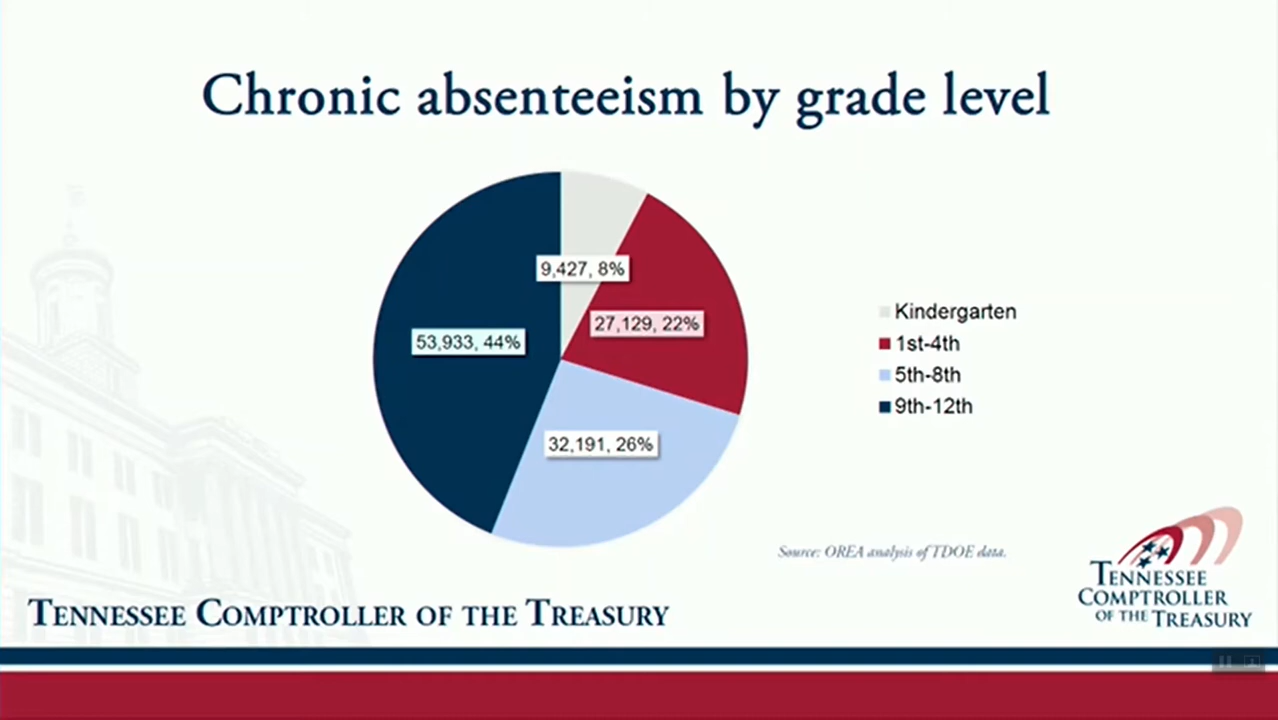 Chronic absenteeism by grade level
9,427, 8%
27,129, 22%
53,933, 44%
32,191, 26%
Kindergarten
1st-4th
5th-8th
9th-12th
Source: OREA analysis of TDOE data.
TENNESSEE COMPTROLLER OF THE TREASURY
TENNESSEE
COMPTROLLER
OF THE TREASURY